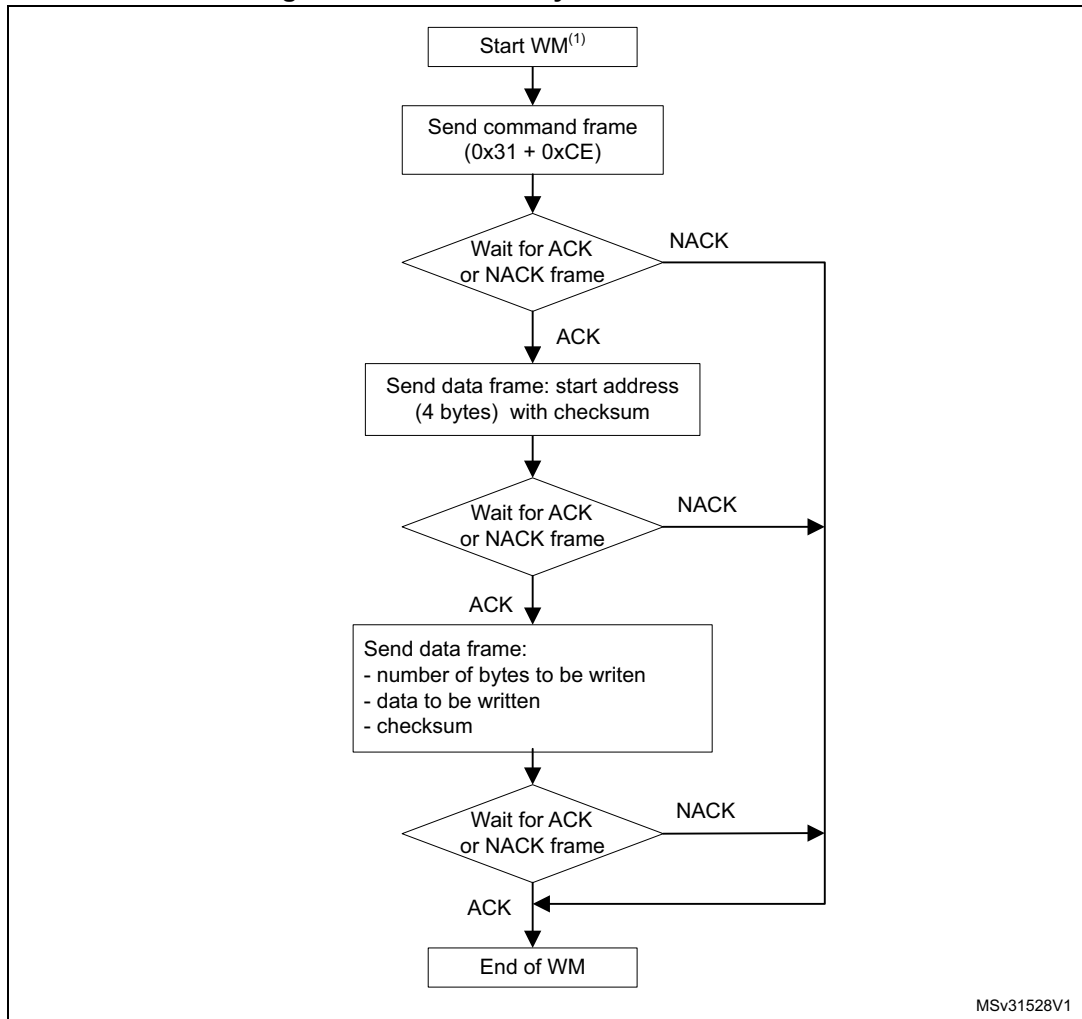 Start WM(1)
Send command frame
(0x31 + 0xCE)
Wait for ACK
or NACK frame
NACK
ACK
Send data frame: start address
(4 bytes) with checksum
Wait for ACK
or NACK frame
NACK
ACK
Send data frame:
- number of bytes to be writen
- data to be written
- checksum
Wait for ACK
or NACK frame
NACK
ACK
End of WM
MSv31528V1